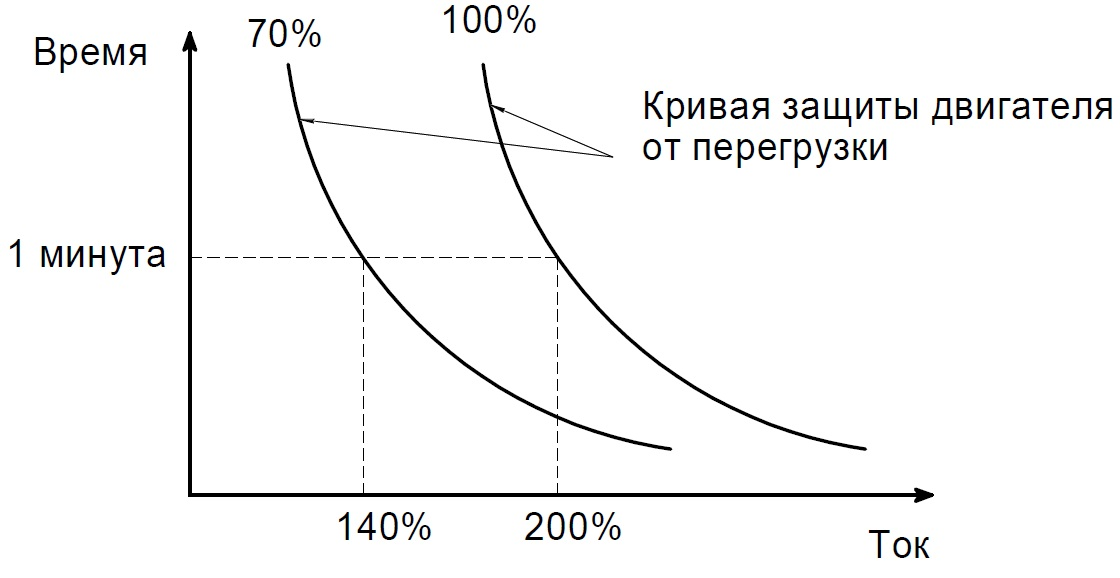 70%
100%
Время
Кривая защиты двигателя
от перегрузки
1 минута
140%
200%
Ток